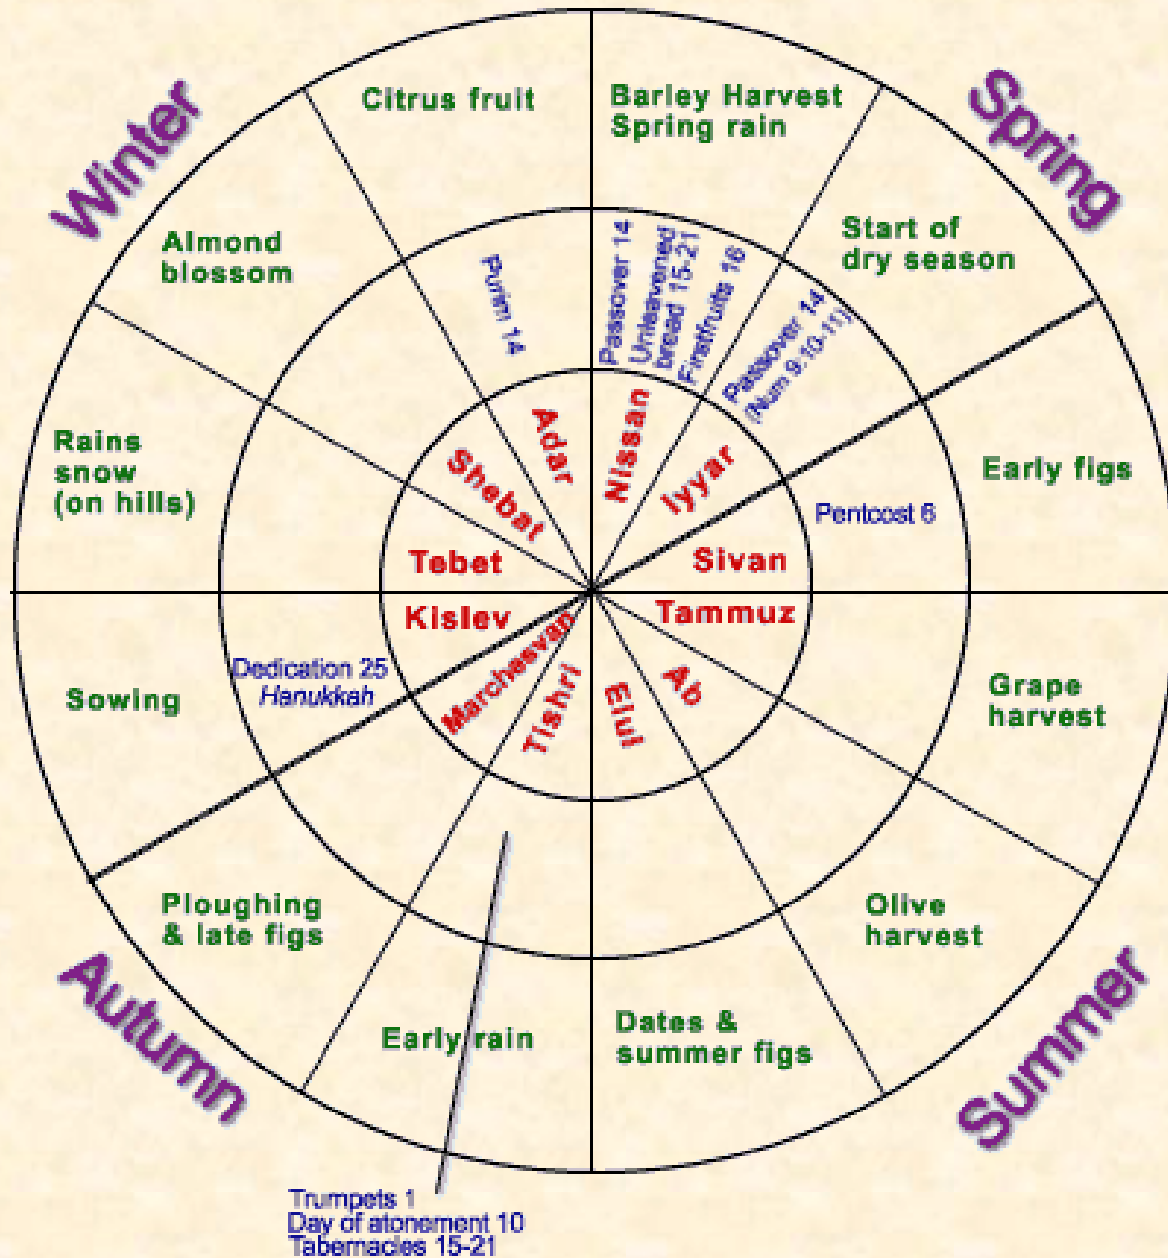 Winter
Spring
Citrus fruit
Barley Harvest
Spring rain
Almond
blossom
Start of
dry season
Purim 14
Passover 14
Unleavened
bread 15-21
Firstfruits 16
Passover 14
(Num 9:10-11)
Rains
snow
(on hills)
Early figs
Adar
Nissan
Shebat
Iyyar
Pentcost 6
Tebet
Sivan
Kislev
Tammuz
Marchesvan
Tishri
Elul
Ab
Dedication 25
Hanukkah
Sowing
Grape
harvest
Ploughing
& late figs
Olive
harvest
Early rain
Dates &
summer figs
Autumn
Summer
Trumpets 1
Day of atonement 10
Tabernacles 15-21